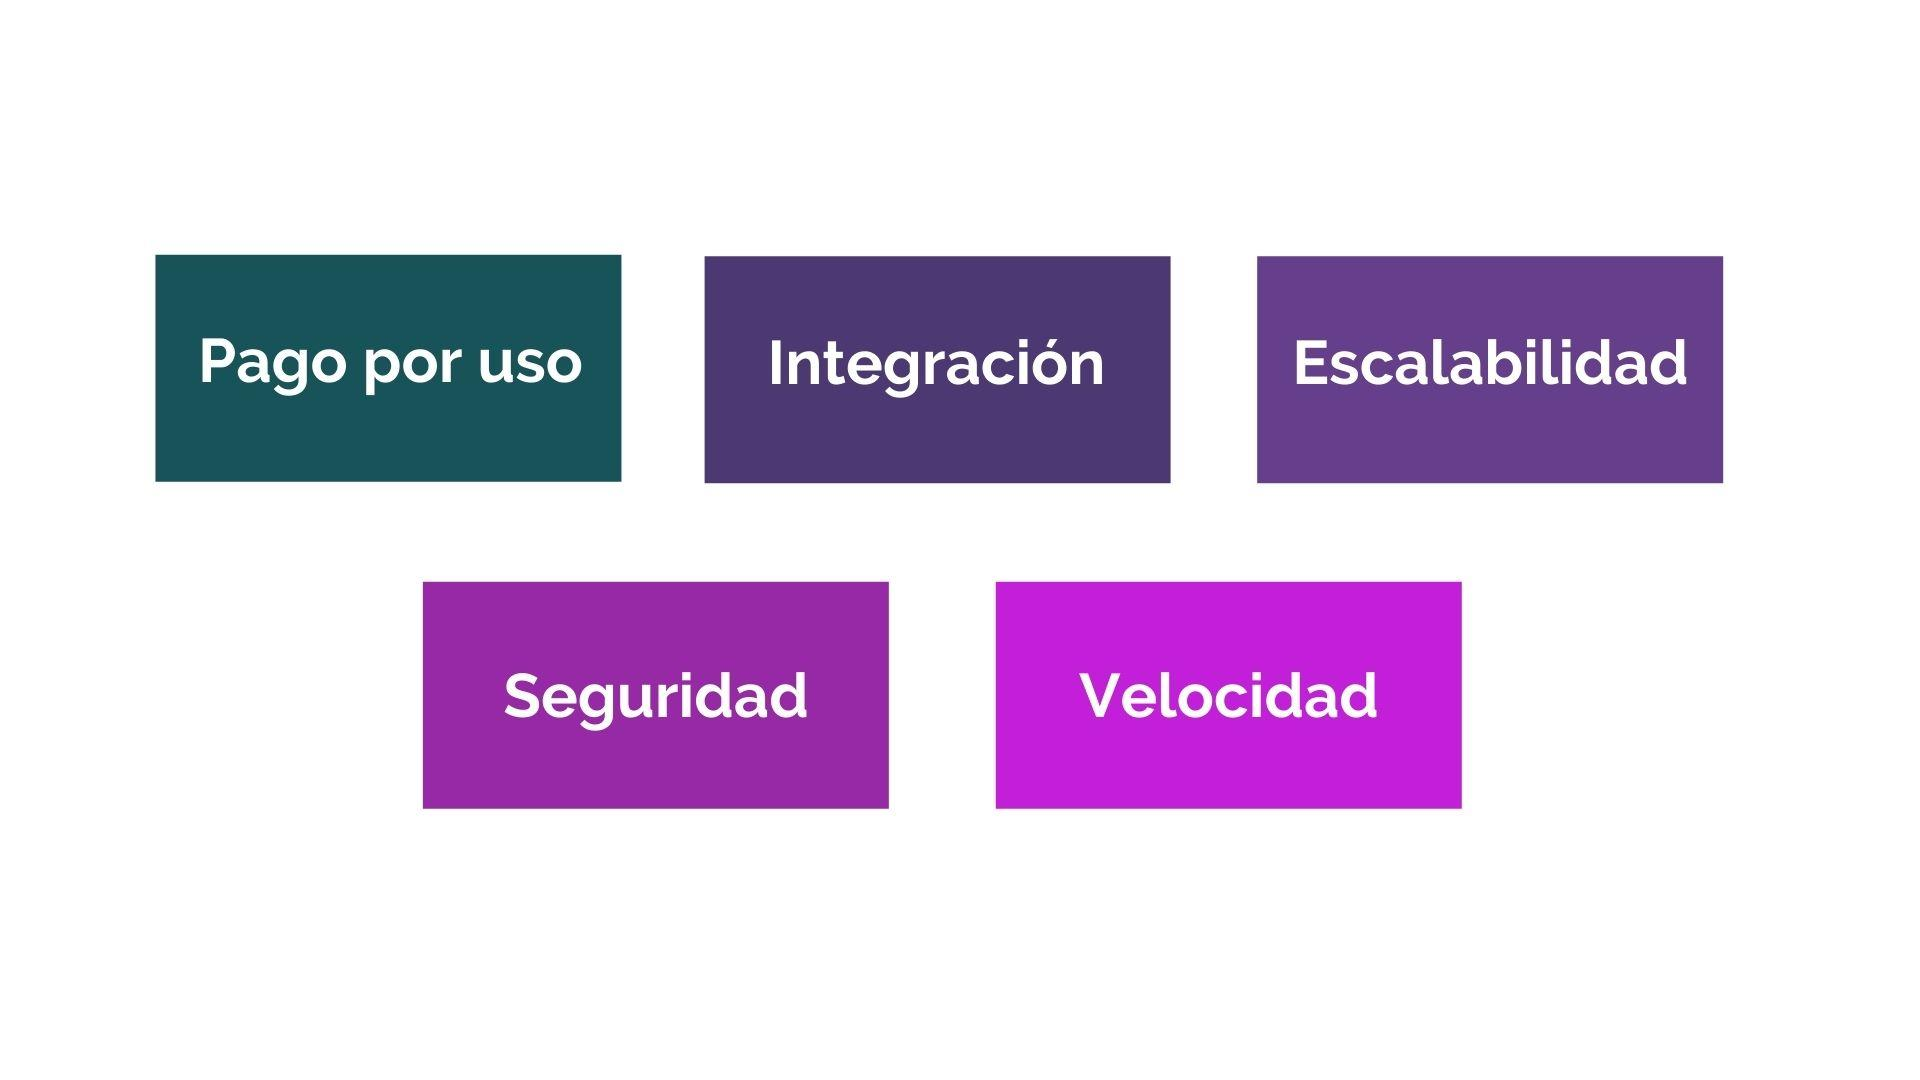 Pago por uso
Integración
Escalabilidad
Seguridad
Velocidad